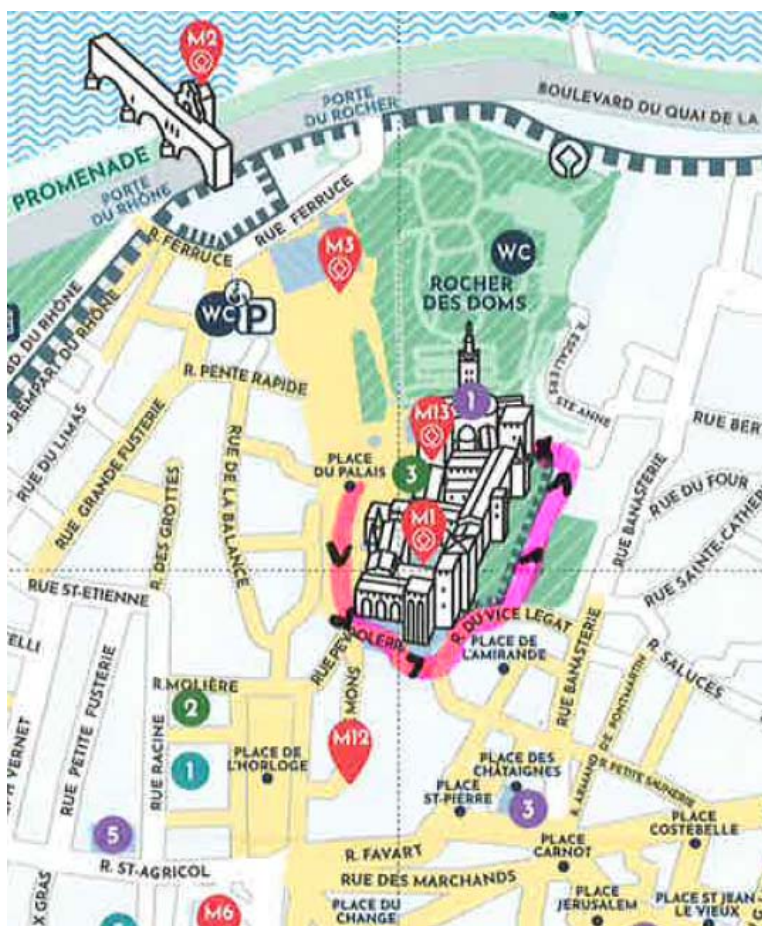 M2
PORTE
DU ROCHER
BOULEVARD DU QUAI DE LA
PROMENADE
PORTE
DU RHÔNE
R. FERRUCE
RUE FERRUCE
M3
WC
ROCHER
DES DOMS
WC
P
BD. DU RHÔNE
REMPART DU RHÔNE
R. PENTE RAPIDE
R. ESCALIERS
STE ANNE
1
M13
RUE BER
RUE DU LIMAS
RUE GRANDE FUSTERIE
RUE DE LA BALANCE
PLACE
DU PALAIS
3
M1
RUE BANASTERIE
RUE DU FOUR
RUE SAINTE-CATHER
R. DES GROTTES
RUE ST-ETIENNE
RUE PEY
OLERI
R. DU VICE LEGAT
PLACE DE
L'AMIRANDE
RUE BANASTERIE
R. SALUCES
ELLI
VERNET
RUE PETITE FUSTERIE
R. MOLIÈRE
2
MONS
RUE RACINE
1
PLACE DE
L'HORLOGE
M12
PLACE DES
CHÂTAIGNES
PLACE
ST-PIERRE
3
R. ARMAND DE PONTMARTIN
R. PETITE SAUNERIE
PLACE
COSTEBELLE
5
R. ST-AGRICOL
R. FAVART
RUE DES MARCHANDS
PLACE
CARNOT
X GRAS
M6
PLACE DU
CHANGE
PLACE
JÉRUSALEM
PLACE ST JEAN
LE VIEUX